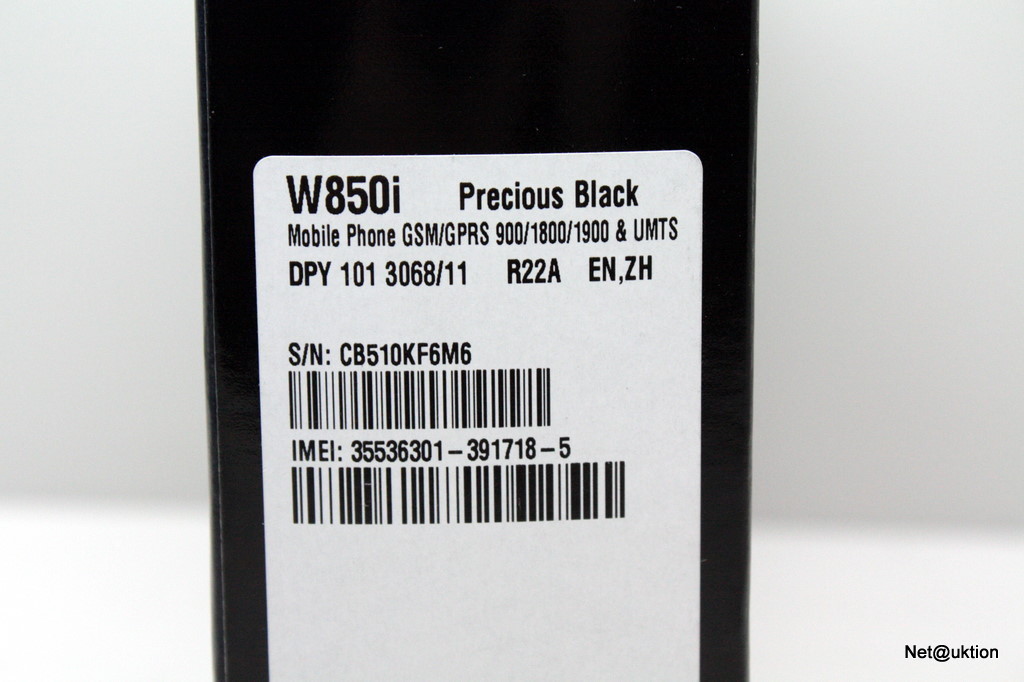 W850i Precious Black
Mobile Phone GSM/GPRS 900/1800/1900 & UMTS
DPY 101 3068/11 R22A EN,ZH
S/N: CB510KF6M6
IMEI: 35536301-391718-5
Net@uktion